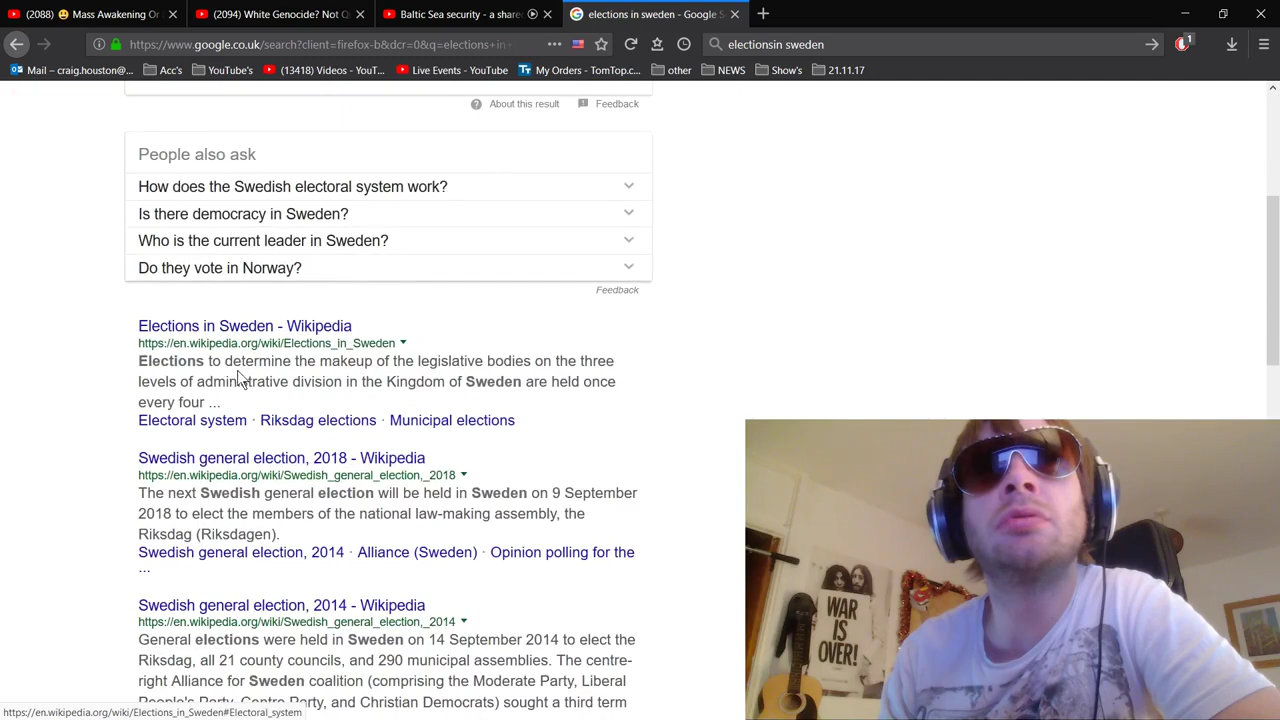 (2088) 😃 Mass Awakening Or
(2094) White Genocide? Not Q
Baltic Sea security - a share
elections in sweden - Google S
https://www.google.co.uk/search?client=firefox-b&dcr=0&q=elections+in
electionsin sweden
1
Mail – craig.houston@...
Acc's
YouTube's
(13418) Videos - YouT...
Live Events - YouTube
My Orders - TomTop.c...
other
NEWS
Show's
21.11.17
About this result
Feedback
People also ask
How does the Swedish electoral system work?
Is there democracy in Sweden?
Who is the current leader in Sweden?
Do they vote in Norway?
Feedback
Elections in Sweden - Wikipedia
https://en.wikipedia.org/wiki/Elections_in_Sweden
Elections to determine the makeup of the legislative bodies on the three
levels of administrative division in the Kingdom of Sweden are held once
every four ...
Electoral system · Riksdag elections · Municipal elections
Swedish general election, 2018 - Wikipedia
https://en.wikipedia.org/wiki/Swedish_general_election,_2018
The next Swedish general election will be held in Sweden on 9 September
2018 to elect the members of the national law-making assembly, the
Riksdag (Riksdagen).
Swedish general election, 2014 · Alliance (Sweden) · Opinion polling for the
...
Swedish general election, 2014 - Wikipedia
https://en.wikipedia.org/wiki/Swedish_general_election,_2014
General elections were held in Sweden on 14 September 2014 to elect the
Riksdag, all 21 county councils, and 290 municipal assemblies. The centre-
right Alliance for Sweden coalition (comprising the Moderate Party, Liberal
People's Party, Centre Party, and Christian Democrats) sought a third term
https://en.wikipedia.org/wiki/Elections_in_Sweden#Electoral_system
WAR
IS
OVER!